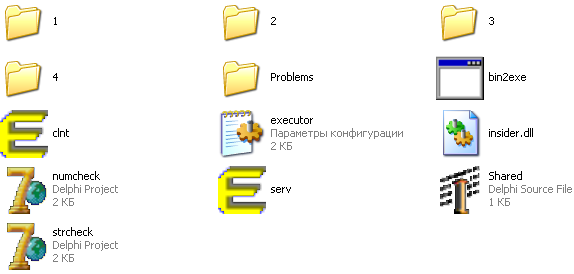 1
2
3
4
Problems
bin2exe
clnt
executor
Параметры конфигурации
2 КБ
insider.dll
numcheck
Delphi Project
2 КБ
serv
Shared
Delphi Source File
1 КБ
strcheck
Delphi Project
2 КБ